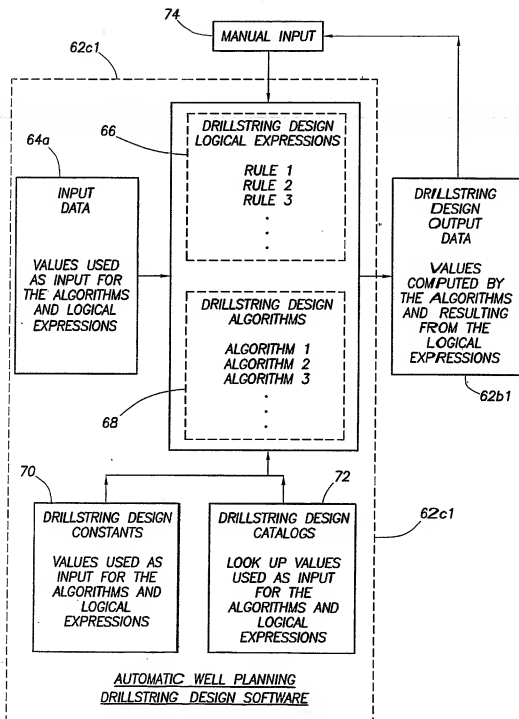 74
MANUAL INPUT
62c1
66
DRILLSTRING DESIGN
LOGICAL EXPRESSIONS
RULE 1
RULE 2
RULE 3
.
.
.
64a
INPUT
DATA
VALUES USED
AS INPUT FOR
THE ALGORITHMS
AND LOGICAL
EXPRESSIONS
DRILLSTRING
DESIGN
OUTPUT
DATA
VALUES
COMPUTED BY
THE ALGORITHMS
AND RESULTING
FROM THE
LOGICAL
EXPRESSIONS
62b1
DRILLSTRING DESIGN
ALGORITHMS
ALGORITHM 1
ALGORITHM 2
ALGORITHM 3
.
.
.
68
70
DRILLSTRING DESIGN
CONSTANTS
VALUES USED AS
INPUT FOR THE
ALGORITHMS AND
LOGICAL
EXPRESSIONS
72
DRILLSTRING DESIGN
CATALOGS
LOOK UP VALUES
USED AS INPUT
FOR THE
ALGORITHMS AND
LOGICAL
EXPRESSIONS
62c1
AUTOMATIC WELL PLANNING
DRILLSTRING DESIGN SOFTWARE